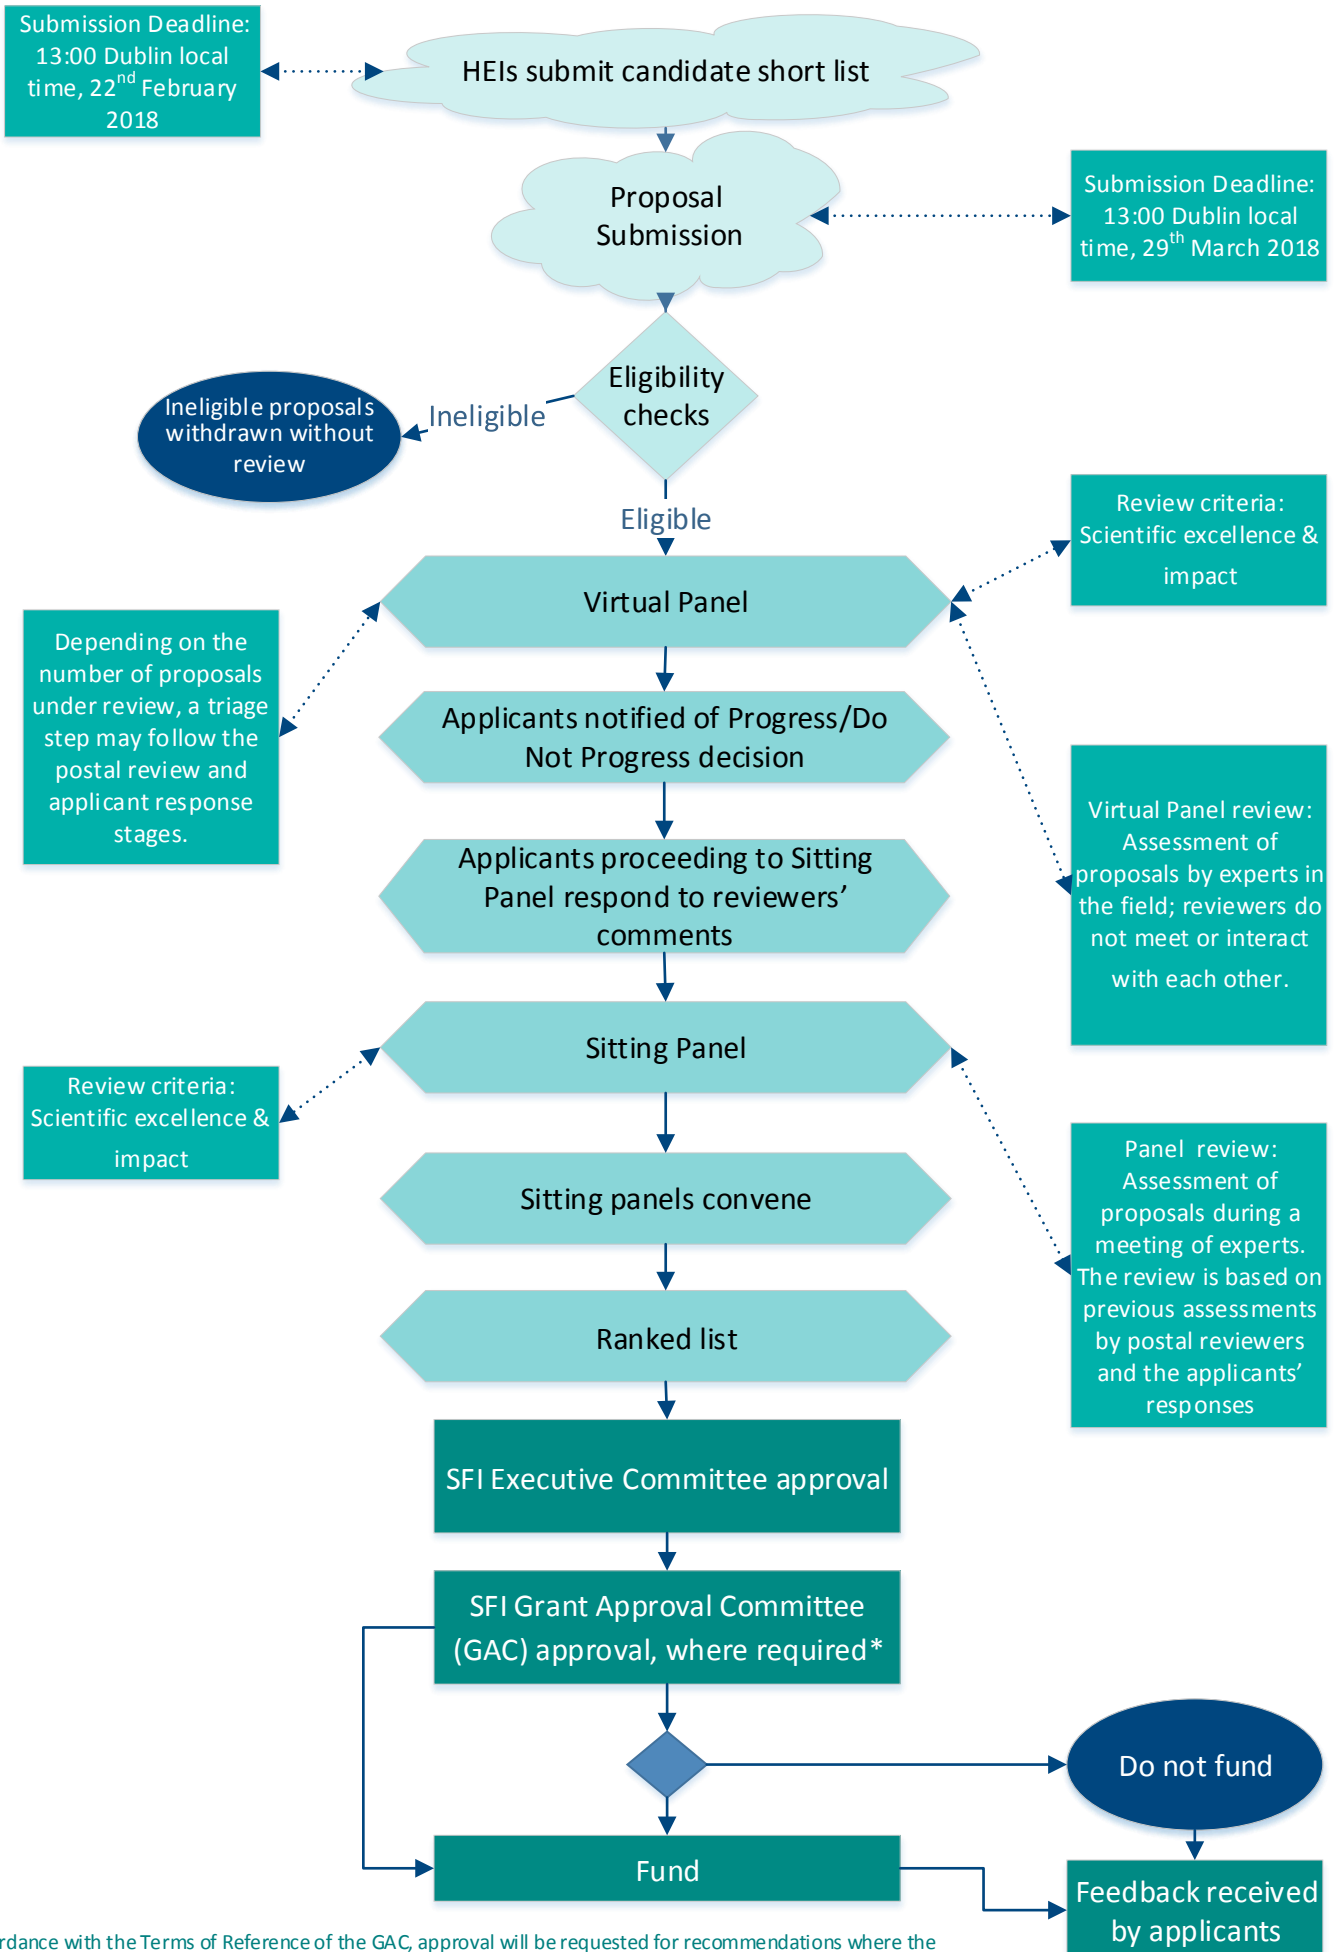 Submission Deadline:
13:00 Dublin local
time, 22nd February
2018
HEIs submit candidate short list
Proposal
Submission
Submission Deadline:
13:00 Dublin local
time, 29th March 2018
Eligibility
checks
Ineligible
Ineligible proposals
withdrawn without
review
Eligible
Review criteria:
Scientific excellence &
impact
Virtual Panel
Depending on the
number of proposals
under review, a triage
step may follow the
postal review and
applicant response
stages.
Applicants notified of Progress/Do
Not Progress decision
Virtual Panel review:
Assessment of
proposals by experts in
the field; reviewers do
not meet or interact
with each other.
Applicants proceeding to Sitting
Panel respond to reviewers’
comments
Sitting Panel
Review criteria:
Scientific excellence &
impact
Panel review:
Assessment of
proposals during a
meeting of experts.
The review is based on
previous assessments
by postal reviewers
and the applicants’
responses
Sitting panels convene
Ranked list
SFI Executive Committee approval
SFI Grant Approval Committee
(GAC) approval, where required*
Do not fund
Fund
Feedback received
by applicants
with the Terms of Reference of the GAC, approval will be requested for recommendations where the